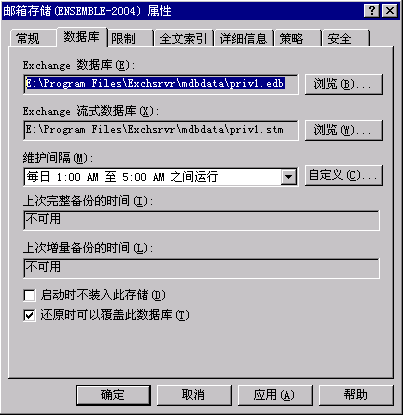 邮箱存储(ENSEMBLE-2004) 属性
常规 数据库 限制 全文索引 详细信息 策略 安全
Exchange 数据库(E):
E:\Program Files\Exchsrvr\mdbdata\priv1.edb 浏览(B)...
Exchange 流式数据库(X):
E:\Program Files\Exchsrvr\mdbdata\priv1.stm 浏览(W)...
维护间隔(M):
每日 1:00 AM 至 5:00 AM 之间运行 自定义(C)...
上次完整备份的时间(I):
不可用
上次增量备份的时间(L):
不可用
启动时不装入此存储(D)
还原时可以覆盖此数据库(T)
确定 取消 应用(A) 帮助